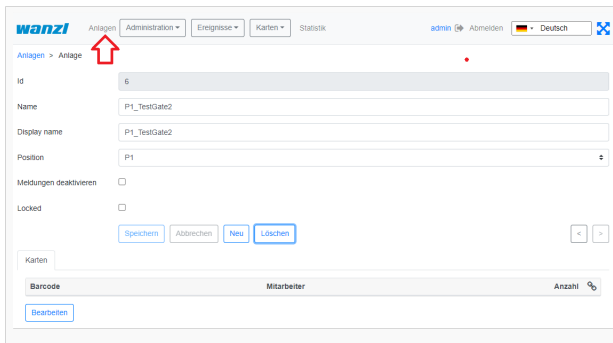 wanzl Anlagen Administration Ereignisse Karten Statistik admin Abmelden Deutsch
Anlagen > Anlage
Id 6
Name P1_TestGate2
Display name P1_TestGate2
Position P1
Meldungen deaktivieren
Locked
Speichern Abbrechen Neu Löschen < >
Karten
Barcode Mitarbeiter Anzahl
Bearbeiten